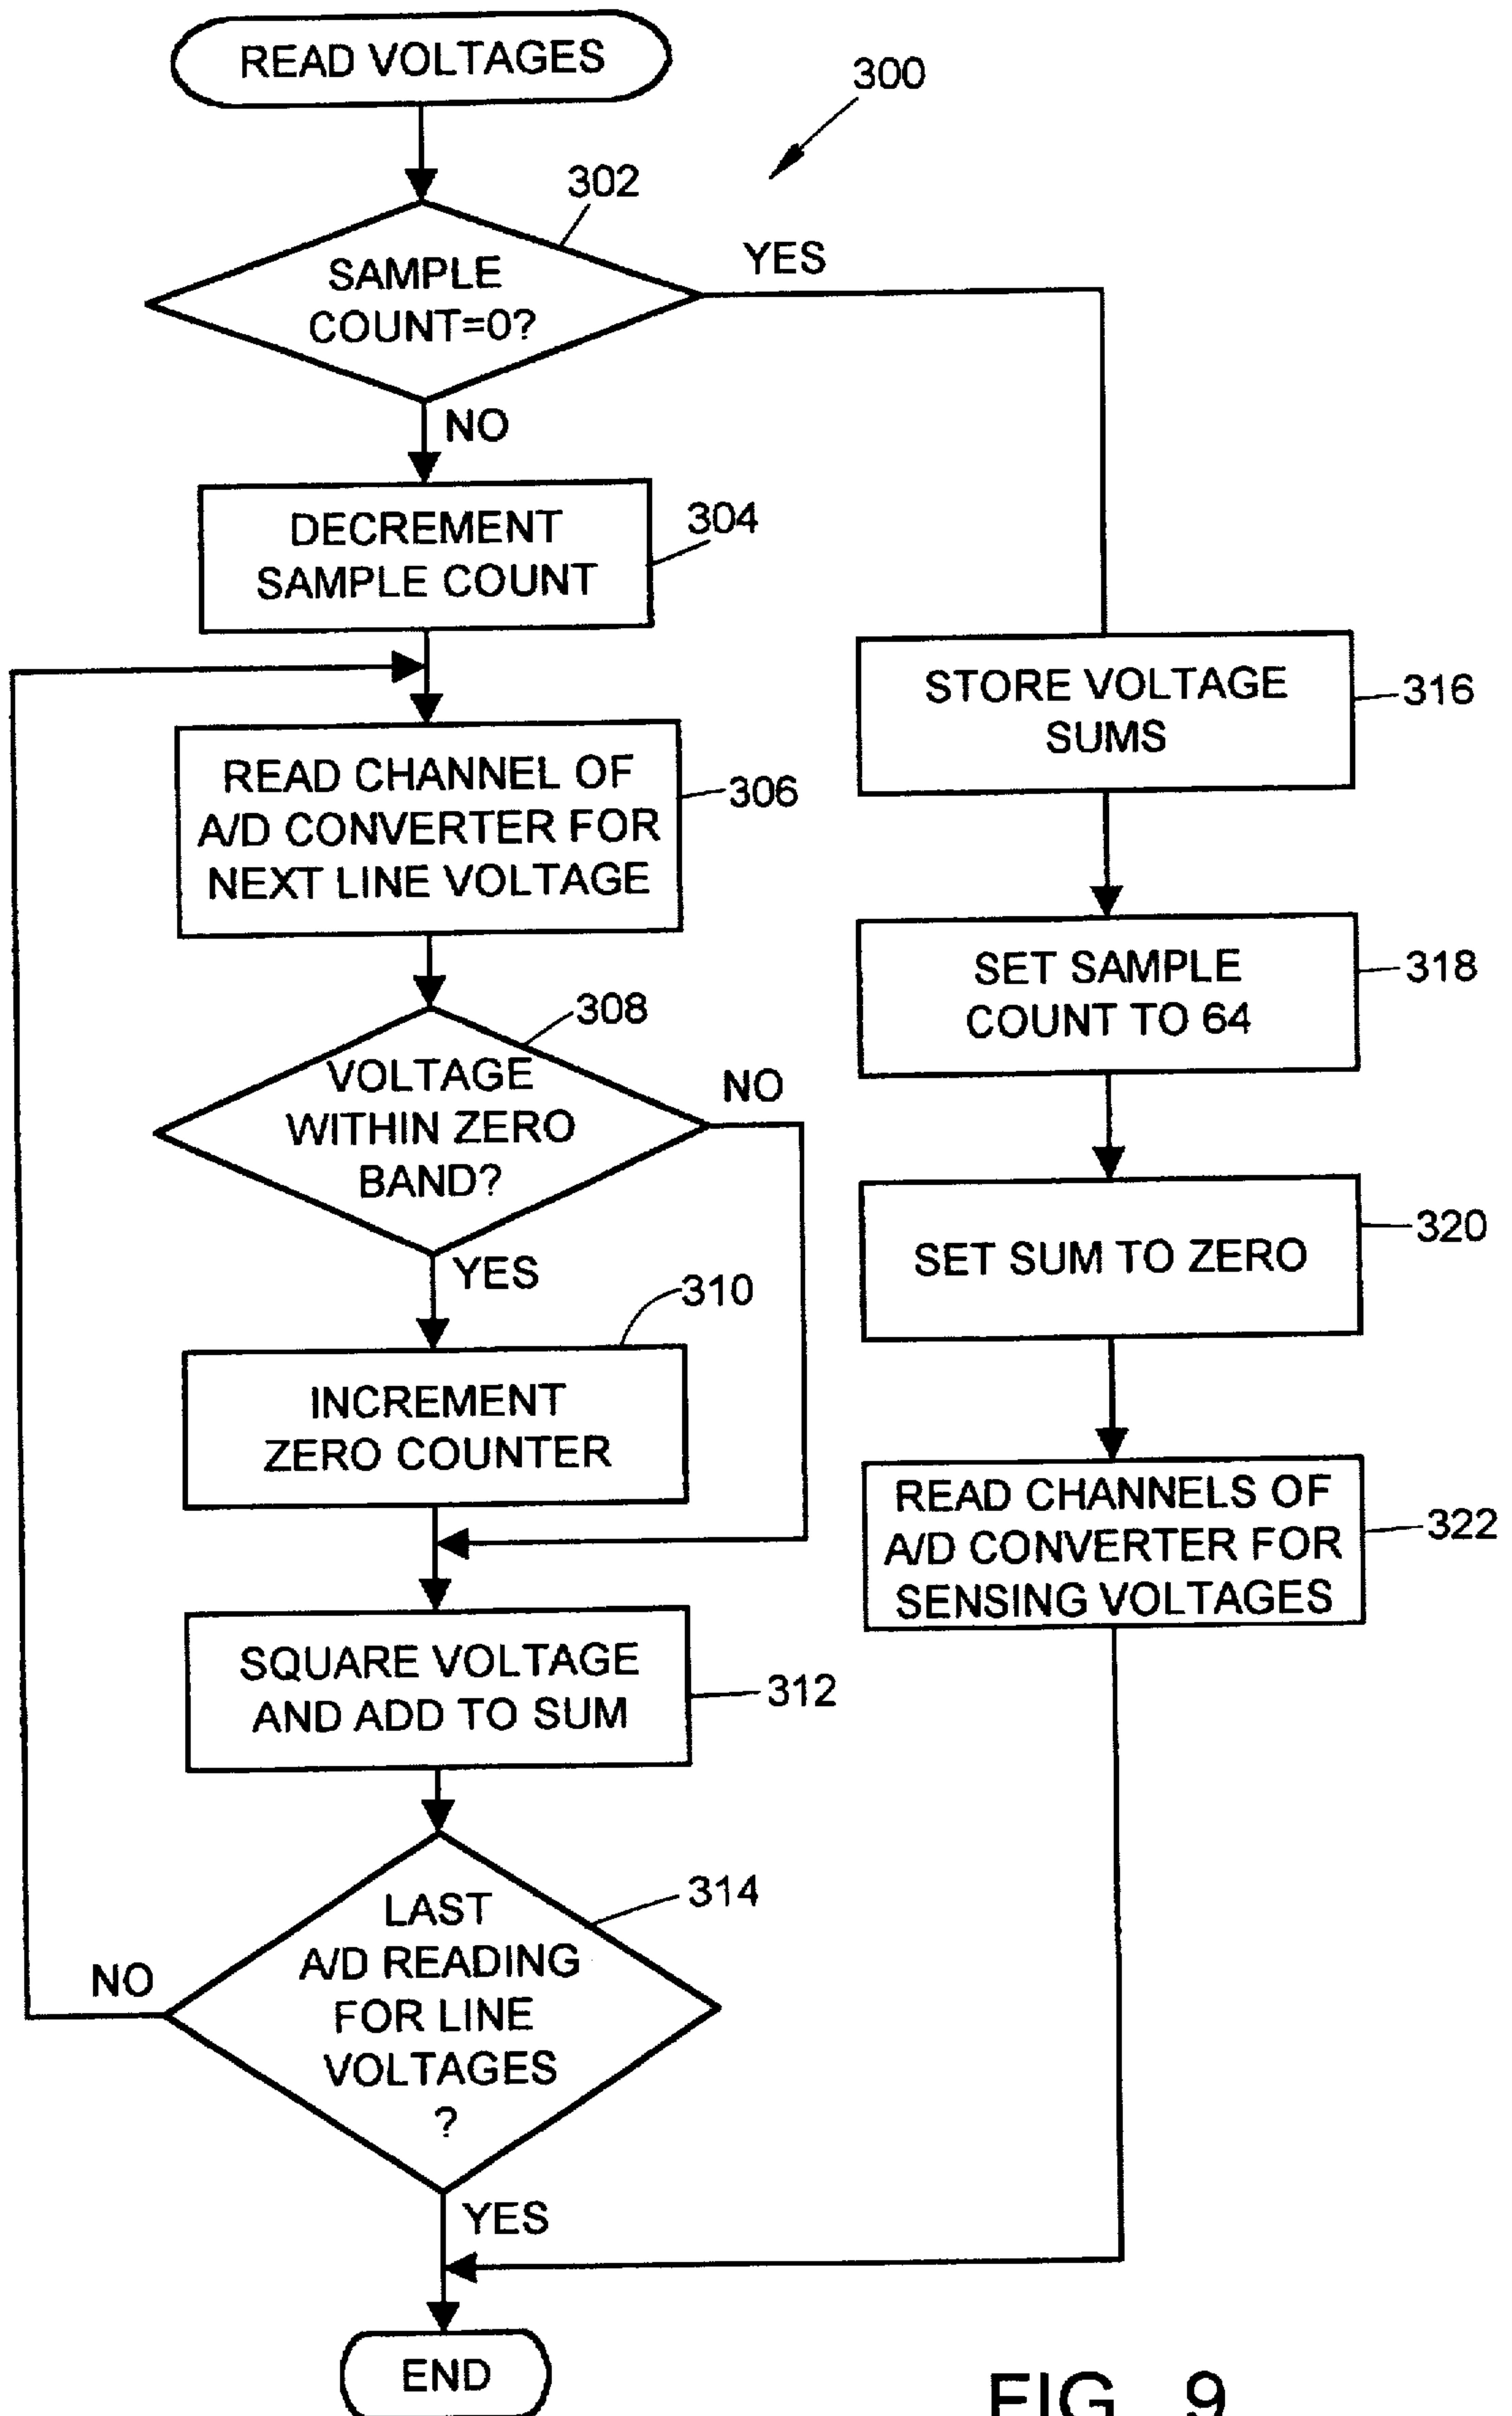 READ VOLTAGES
300
302
SAMPLE
COUNT=0?
YES
NO
DECREMENT
SAMPLE COUNT
304
READ CHANNEL OF
A/D CONVERTER FOR
NEXT LINE VOLTAGE
306
308
VOLTAGE
WITHIN ZERO
BAND?
NO
YES
310
INCREMENT
ZERO COUNTER
SQUARE VOLTAGE
AND ADD TO SUM
312
314
LAST
A/D READING
FOR LINE
VOLTAGES
?
NO
YES
STORE VOLTAGE
SUMS
316
SET SAMPLE
COUNT TO 64
318
SET SUM TO ZERO
320
READ CHANNELS OF
A/D CONVERTER FOR
SENSING VOLTAGES
322
END
FIG. 9